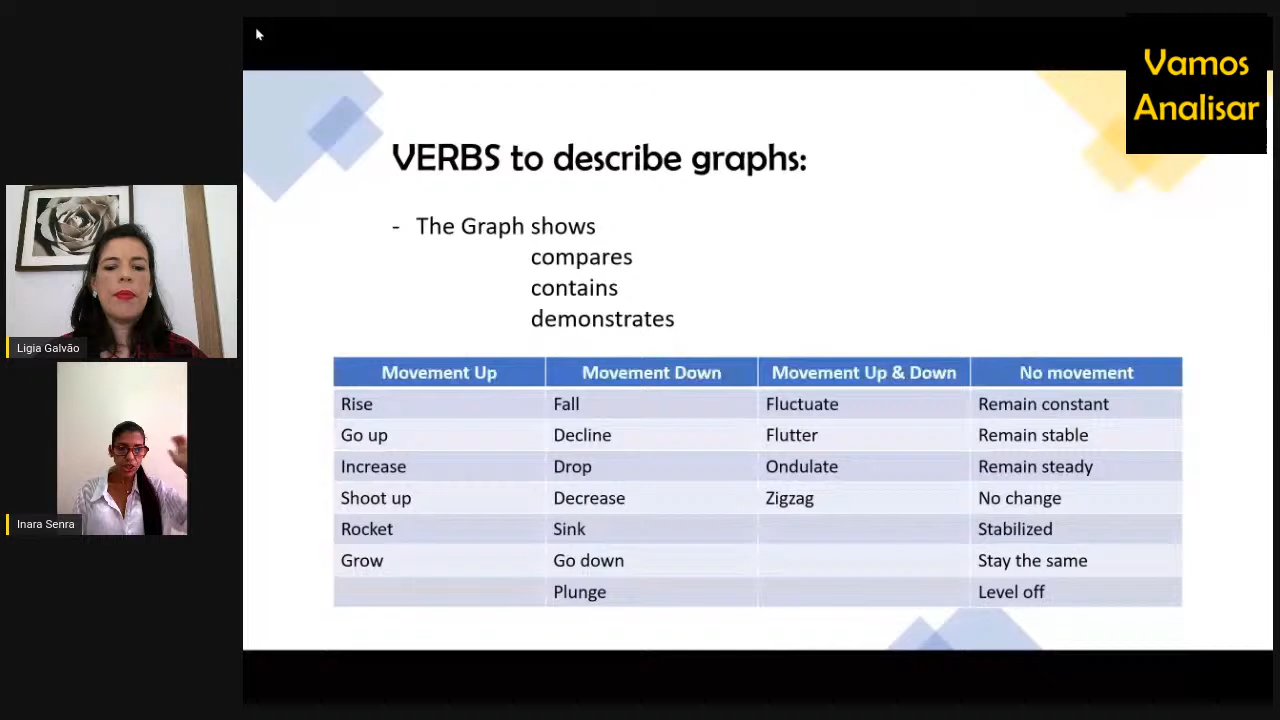 Vamos
Analisar
VERBS to describe graphs:
- The Graph shows
compares
contains
demonstrates
Movement Up Movement Down Movement Up & Down No movement
Rise Fall Fluctuate Remain constant
Go up Decline Flutter Remain stable
Increase Drop Ondulate Remain steady
Shoot up Decrease Zigzag No change
Rocket Sink Stabilized
Grow Go down Stay the same
Plunge Level off
Ligia Galvão
Inara Senra